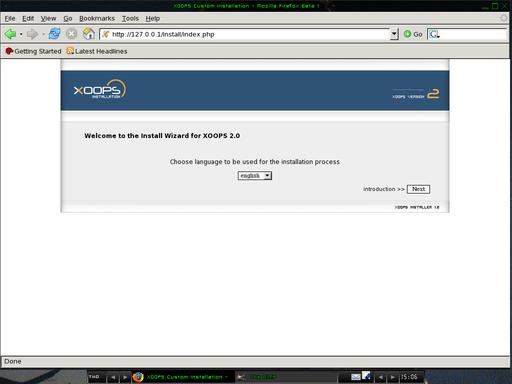 XOOPS Custom Installation - Mozilla Firefox Beta 1
File Edit View Go Bookmarks Tools Help
http://127.0.0.1/install/index.php Go
Getting Started Latest Headlines
XOOPS
INSTALLATION
XOOPS VERSION 2
Welcome to the Install Wizard for XOOPS 2.0
Choose language to be used for the installation process
english
introduction >> Next
XOOPS INSTALLER 1.2
Done
TWO XOOPS Custom Installation - 15:06